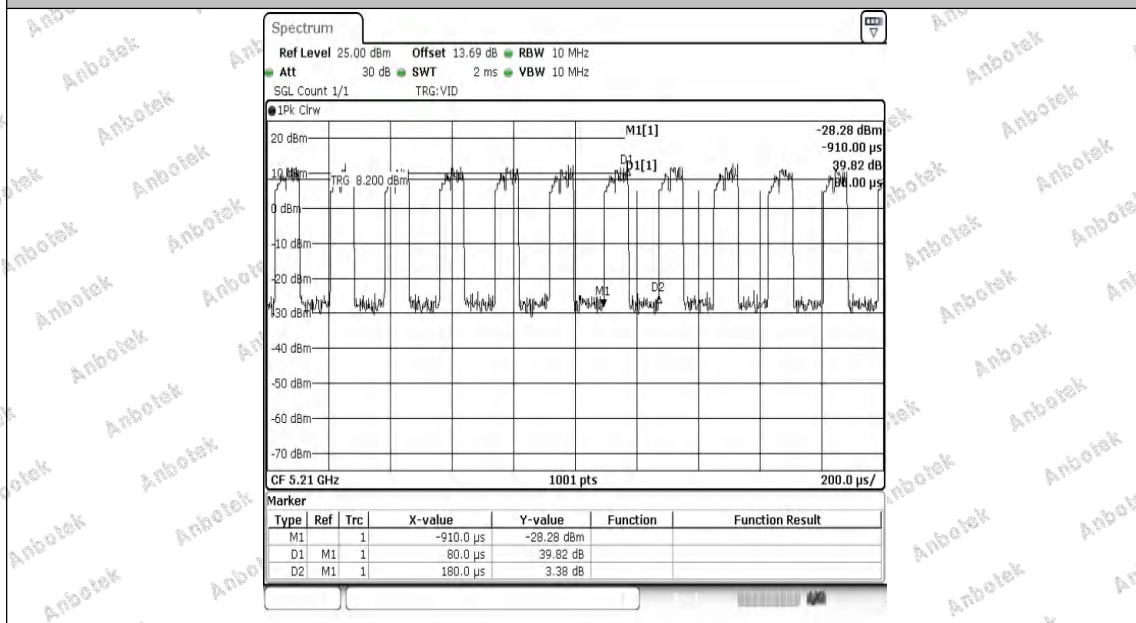 Spectrum
Ref Level 25.00 dBm Offset 13.69 dB RBW 10 MHz
Att 30 dB SWT 2 ms VBW 10 MHz
SGL Count 1/1 TRG:VID
1Pk Clrw
M1[1] -28.28 dBm
-910.00 µs
20 dBm
D1[1] 39.82 dB
10 dBm
TRG 8.200 dBm
0 dBm
-10 dBm
-20 dBm
M1 D2
-30 dBm
-40 dBm
-50 dBm
-60 dBm
-70 dBm
CF 5.21 GHz 1001 pts 200.0 µs/
Marker
Type Ref Trc X-value Y-value Function Function Result
M1 1 -910.0 µs -28.28 dBm
D1 M1 1 80.0 µs 39.82 dB
D2 M1 1 180.0 µs 3.38 dB
Anbotek